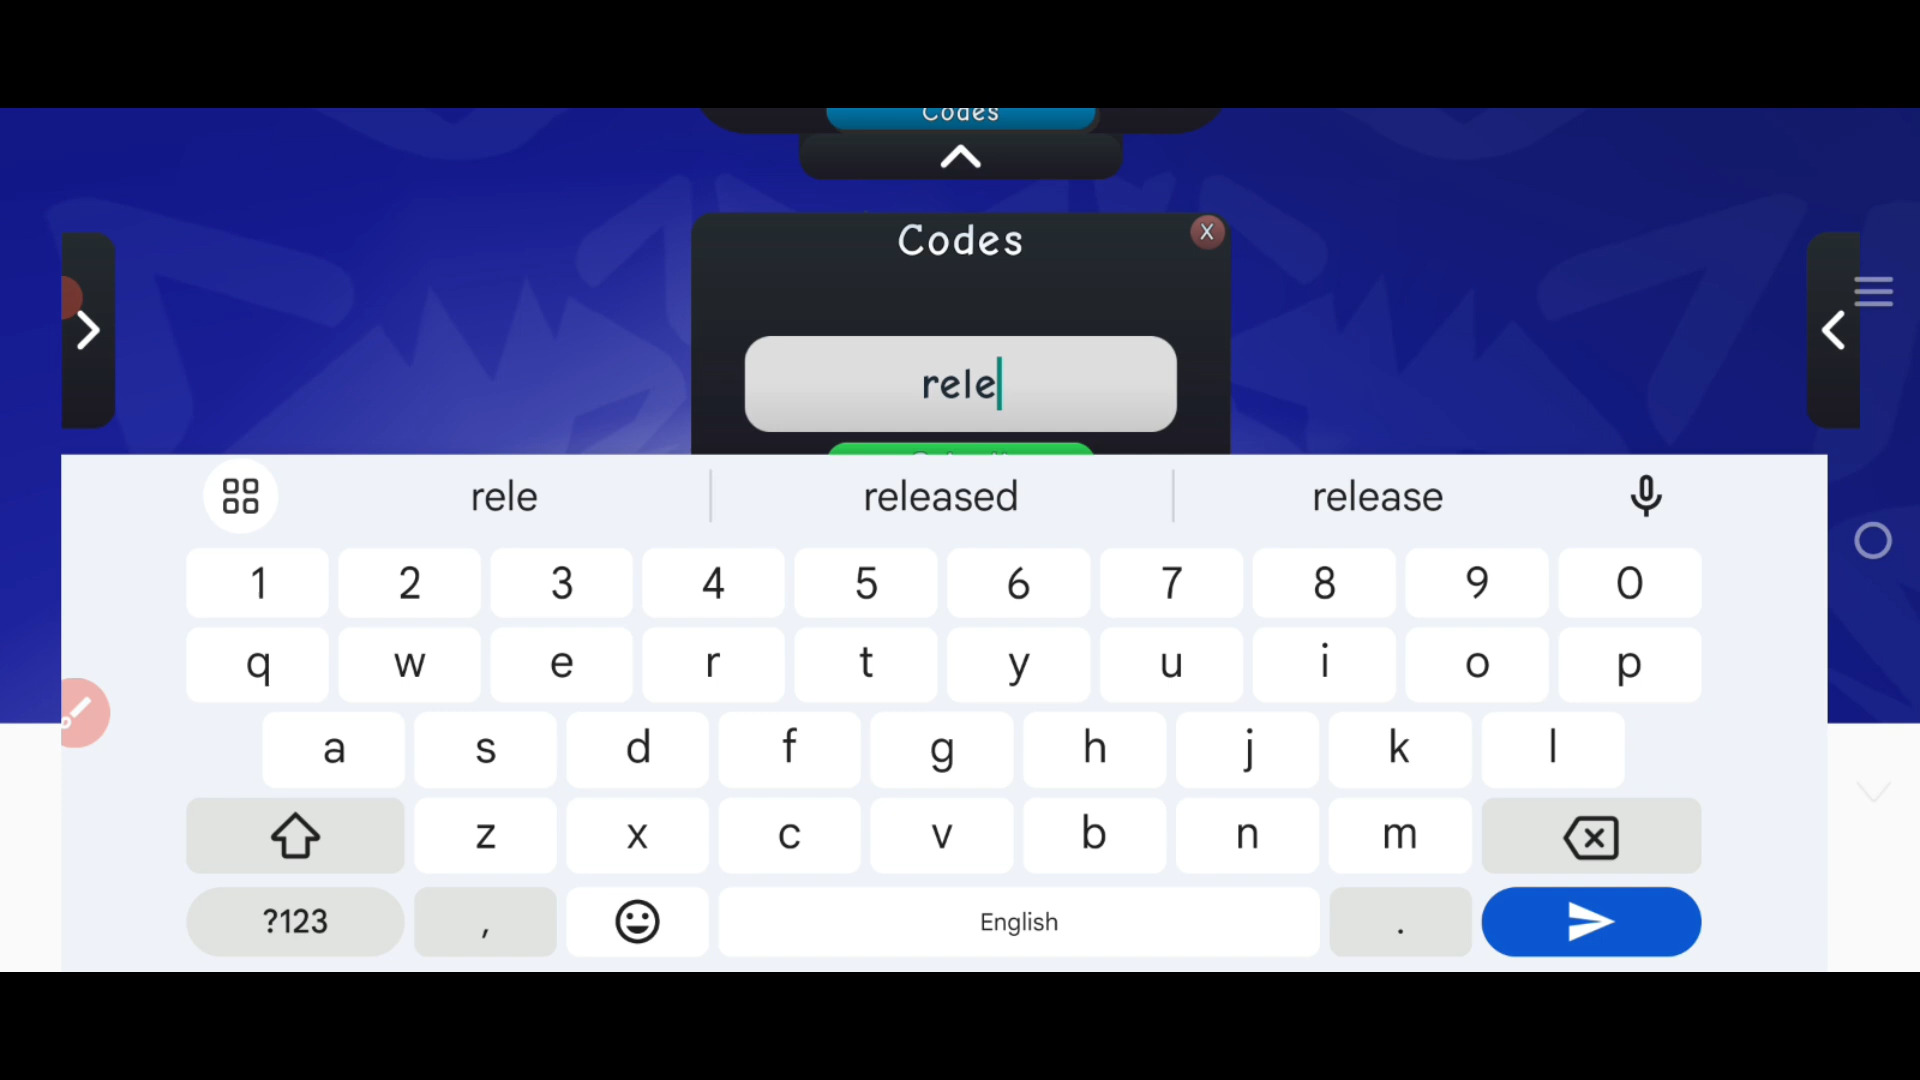 Codes
Codes
X
rele
rele released release
1 2 3 4 5 6 7 8 9 0
q w e r t y u i o p
a s d f g h j k l
z x c v b n m
?123 , English .